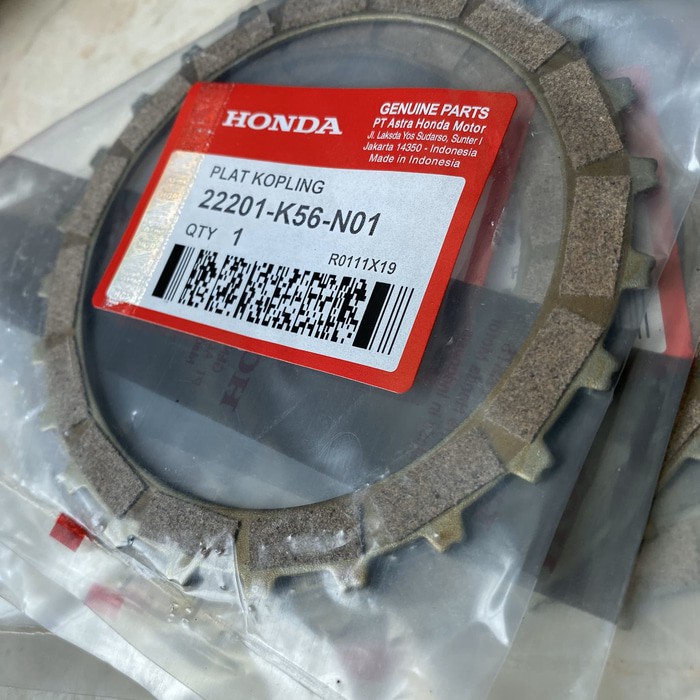 HONDA
GENUINE PARTS
PT Astra Honda Motor
Jl. Laksda Yos Sudarso, Sunter I
Jakarta 14350 - Indonesia
Made in Indonesia
PLAT KOPLING
22201-K56-N01
QTY 1
R0111X19